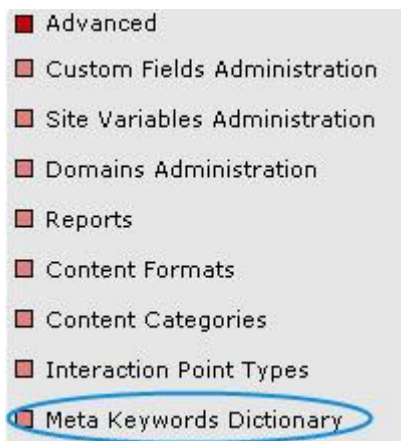 Advanced
Custom Fields Administration
Site Variables Administration
Domains Administration
Reports
Content Formats
Content Categories
Interaction Point Types
Meta Keywords Dictionary